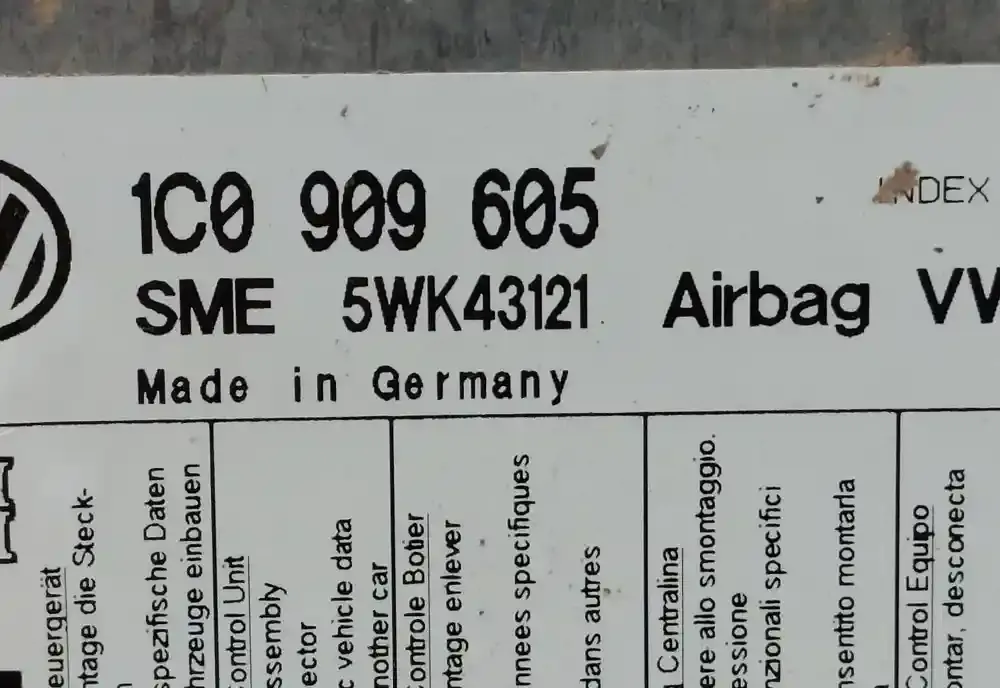 1C0 909 605
INDEX
SME 5WK43121 Airbag VW
Made in Germany
euergerät
ntage die Steck-
spezifische Daten
hrzeuge einbauen
ontrol Unit
ssembly
ector
c vehicle data
nother car
Controle Botier
ntage enlever
nnees specifiques
dans autres
a Centralina
ere allo smontaggio.
essione
nzionali specifici
nsentito montarla
Control Equipo
ontar, desconecta